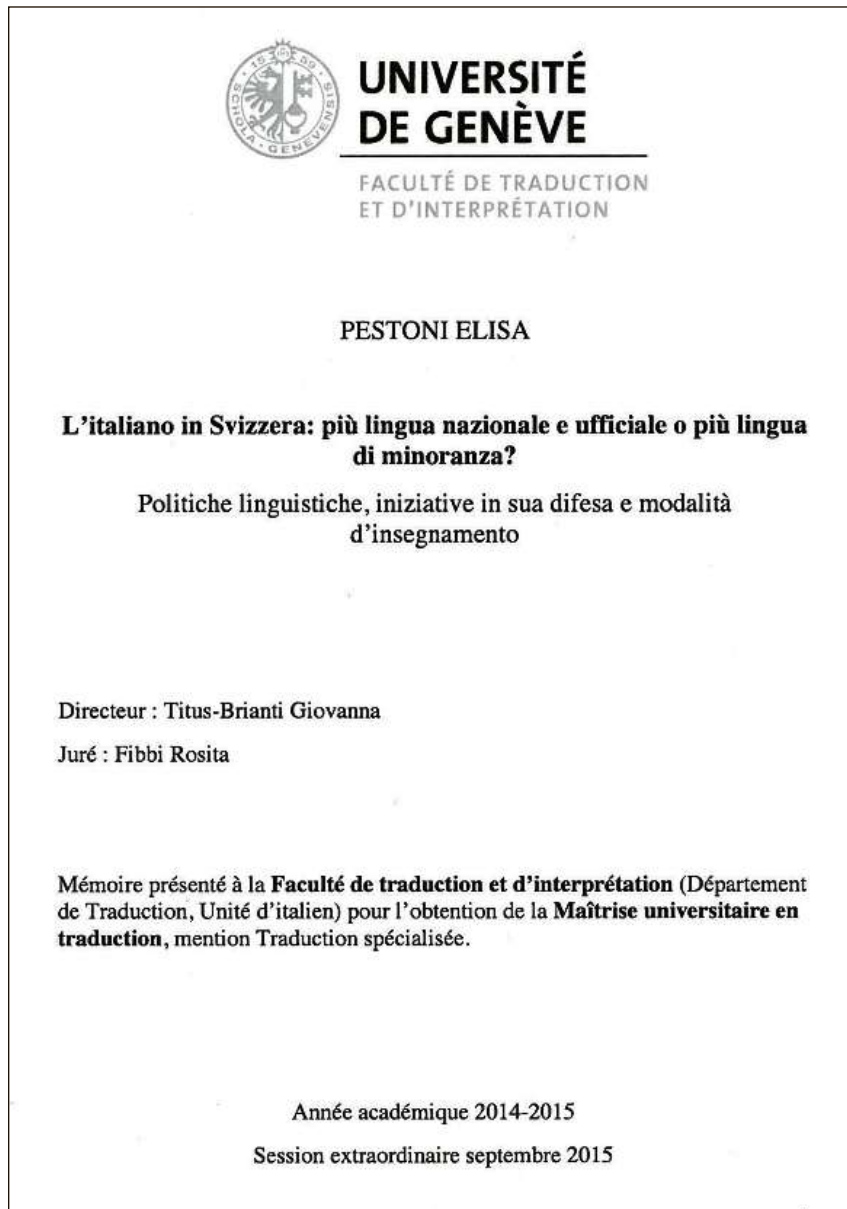 1559
SCHOLA GENEVENSIS
UNIVERSITÉ
DE GENÈVE
FACULTÉ DE TRADUCTION
ET D'INTERPRÉTATION
PESTONI ELISA
L'italiano in Svizzera: più lingua nazionale e ufficiale o più lingua
di minoranza?
Politiche linguistiche, iniziative in sua difesa e modalità
d'insegnamento
Directeur : Titus-Brianti Giovanna
Juré : Fibbi Rosita
Mémoire présenté à la Faculté de traduction et d'interprétation (Département
de Traduction, Unité d'italien) pour l'obtention de la Maîtrise universitaire en
traduction, mention Traduction spécialisée.
Année académique 2014-2015
Session extraordinaire septembre 2015